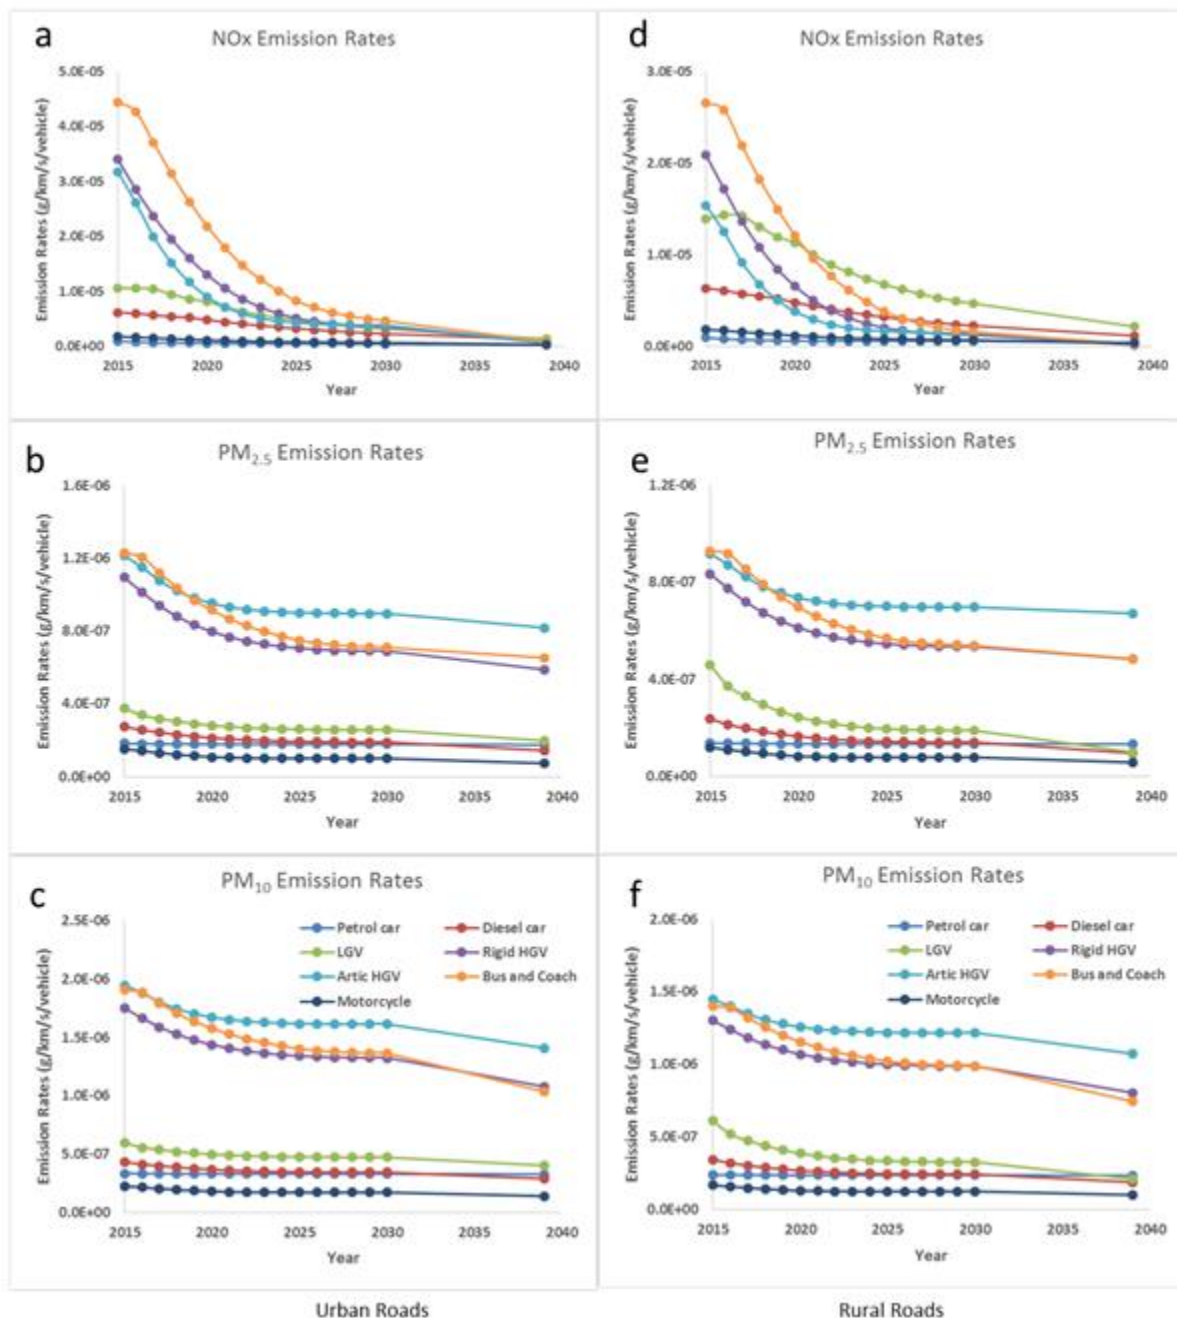 a
NOx Emission Rates
5.0E-05
4.0E-05
3.0E-05
2.0E-05
1.0E-05
0.0E+00
Emission Rates (g/km/s/vehicle)
2015 2020 2025 2030 2035 2040
Year
d
NOx Emission Rates
3.0E-05
2.0E-05
1.0E-05
0.0E+00
Emission Rates (g/km/s/vehicle)
2015 2020 2025 2030 2035 2040
Year
b
PM2.5 Emission Rates
1.6E-06
1.2E-06
8.0E-07
4.0E-07
0.0E+00
Emission Rates (g/km/s/vehicle)
2015 2020 2025 2030 2035 2040
Year
e
PM2.5 Emission Rates
1.2E-06
8.0E-07
4.0E-07
0.0E+00
Emission Rates (g/km/s/vehicle)
2015 2020 2025 2030 2035 2040
Year
c
PM10 Emission Rates
2.5E-06
2.0E-06
1.5E-06
1.0E-06
5.0E-07
0.0E+00
Emission Rates (g/km/s/vehicle)
Petrol car Diesel car
LGV Rigid HGV
Artic HGV Bus and Coach
Motorcycle
2015 2020 2025 2030 2035 2040
Year
f
PM10 Emission Rates
2.0E-06
1.5E-06
1.0E-06
5.0E-07
0.0E+00
Emission Rates (g/km/s/vehicle)
Petrol car Diesel car
LGV Rigid HGV
Artic HGV Bus and Coach
Motorcycle
2015 2020 2025 2030 2035 2040
Year
Urban Roads
Rural Roads